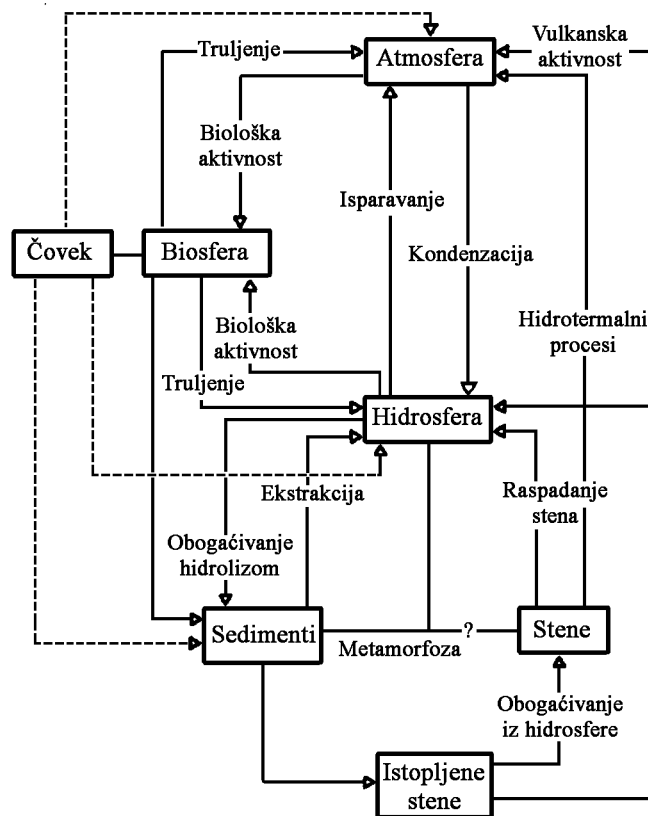 Truljenje
Atmosfera
Vulkanska
aktivnost
Biološka
aktivnost
Isparavanje
Čovek
Biosfera
Kondenzacija
Biološka
aktivnost
Hidrotermalni
procesi
Truljenje
Hidrosfera
Ekstrakcija
Raspadanje
stena
Obogaćivanje
hidrolizom
Sedimenti
Metamorfoza
?
Stene
Obogaćivanje
iz hidrosfere
Istopljene
stene